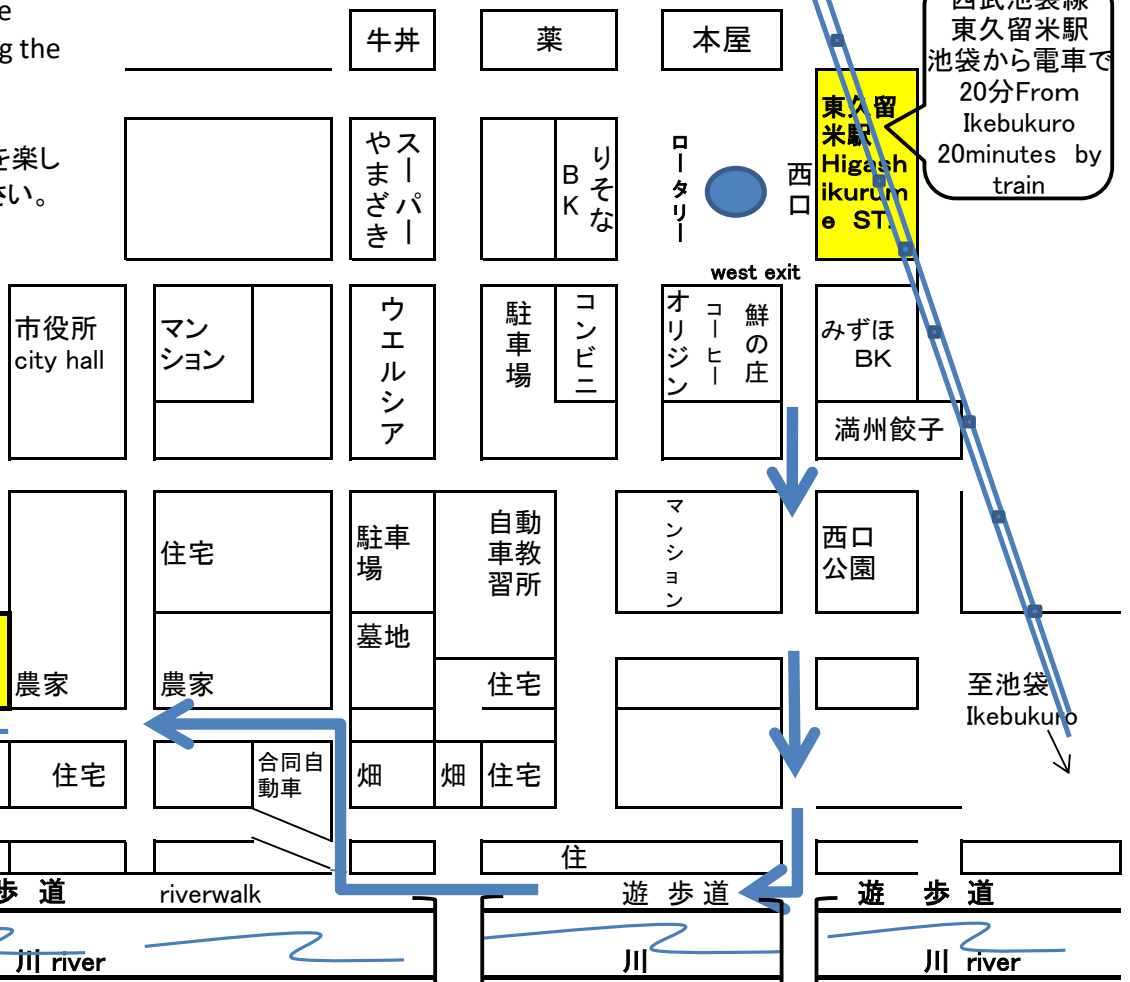 e
g the
を楽し
さい。
牛丼
薬
本屋
西武池袋線
東久留米駅
池袋から電車で
20分From
Ikebukuro
20minutes by
train
スーパー
やまざき
りそな
BK
ロータリー
西口
東久留
米駅
Higash
ikurum
e ST.
west exit
市役所
city hall
マン
ション
ウエルシア
駐車場
コンビニ
オリジン
コーヒー
鮮の庄
みずほ
BK
満州餃子
住宅
駐車
場
自動
車教
習所
マンション
西口
公園
墓地
農家
農家
住宅
至池袋
Ikebukuro
住宅
合同自
動車
畑
畑
住宅
住
歩 道
riverwalk
遊 歩 道
遊 歩 道
川 river
川
川 river